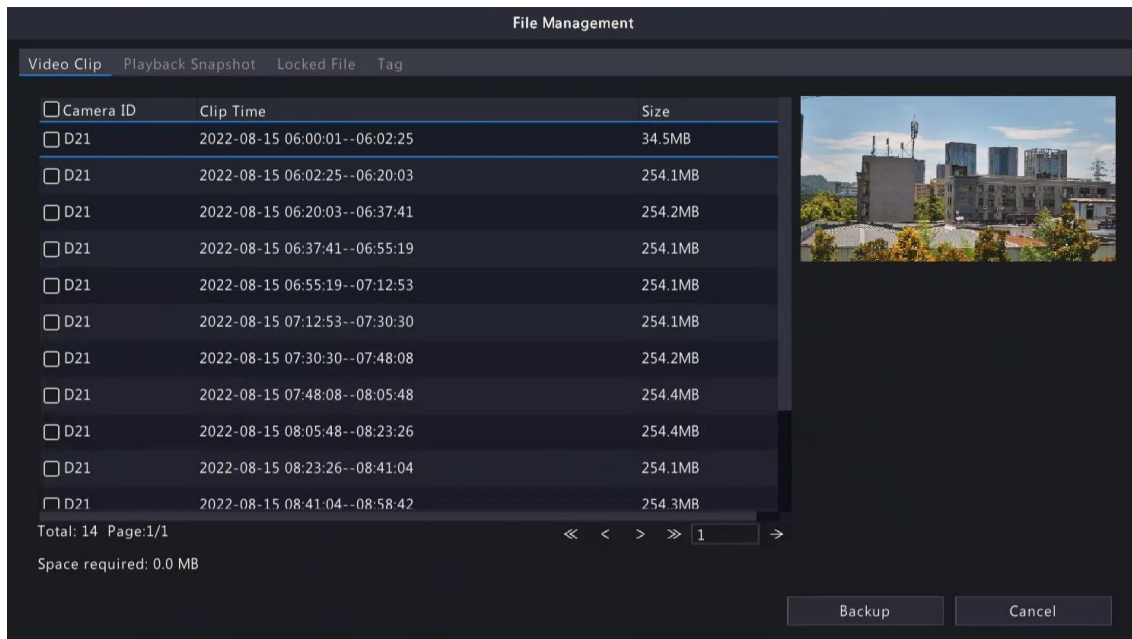 File Management
Video Clip Playback Snapshot Locked File Tag
Camera ID Clip Time Size
D21 2022-08-15 06:00:01--06:02:25 34.5MB
D21 2022-08-15 06:02:25--06:20:03 254.1MB
D21 2022-08-15 06:20:03--06:37:41 254.2MB
D21 2022-08-15 06:37:41--06:55:19 254.1MB
D21 2022-08-15 06:55:19--07:12:53 254.1MB
D21 2022-08-15 07:12:53--07:30:30 254.1MB
D21 2022-08-15 07:30:30--07:48:08 254.2MB
D21 2022-08-15 07:48:08--08:05:48 254.4MB
D21 2022-08-15 08:05:48--08:23:26 254.4MB
D21 2022-08-15 08:23:26--08:41:04 254.1MB
D21 2022-08-15 08:41:04--08:58:42 254.3MB
Total: 14 Page:1/1 ≪ < > ≫ 1 →
Space required: 0.0 MB
Backup Cancel